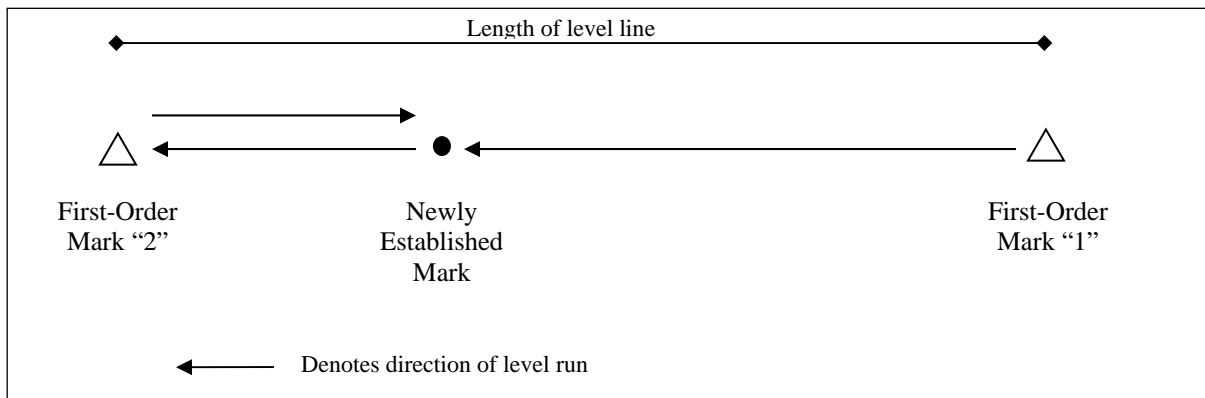 Length of level line
First-Order
Mark “2”
Newly
Established
Mark
First-Order
Mark “1”
Denotes direction of level run